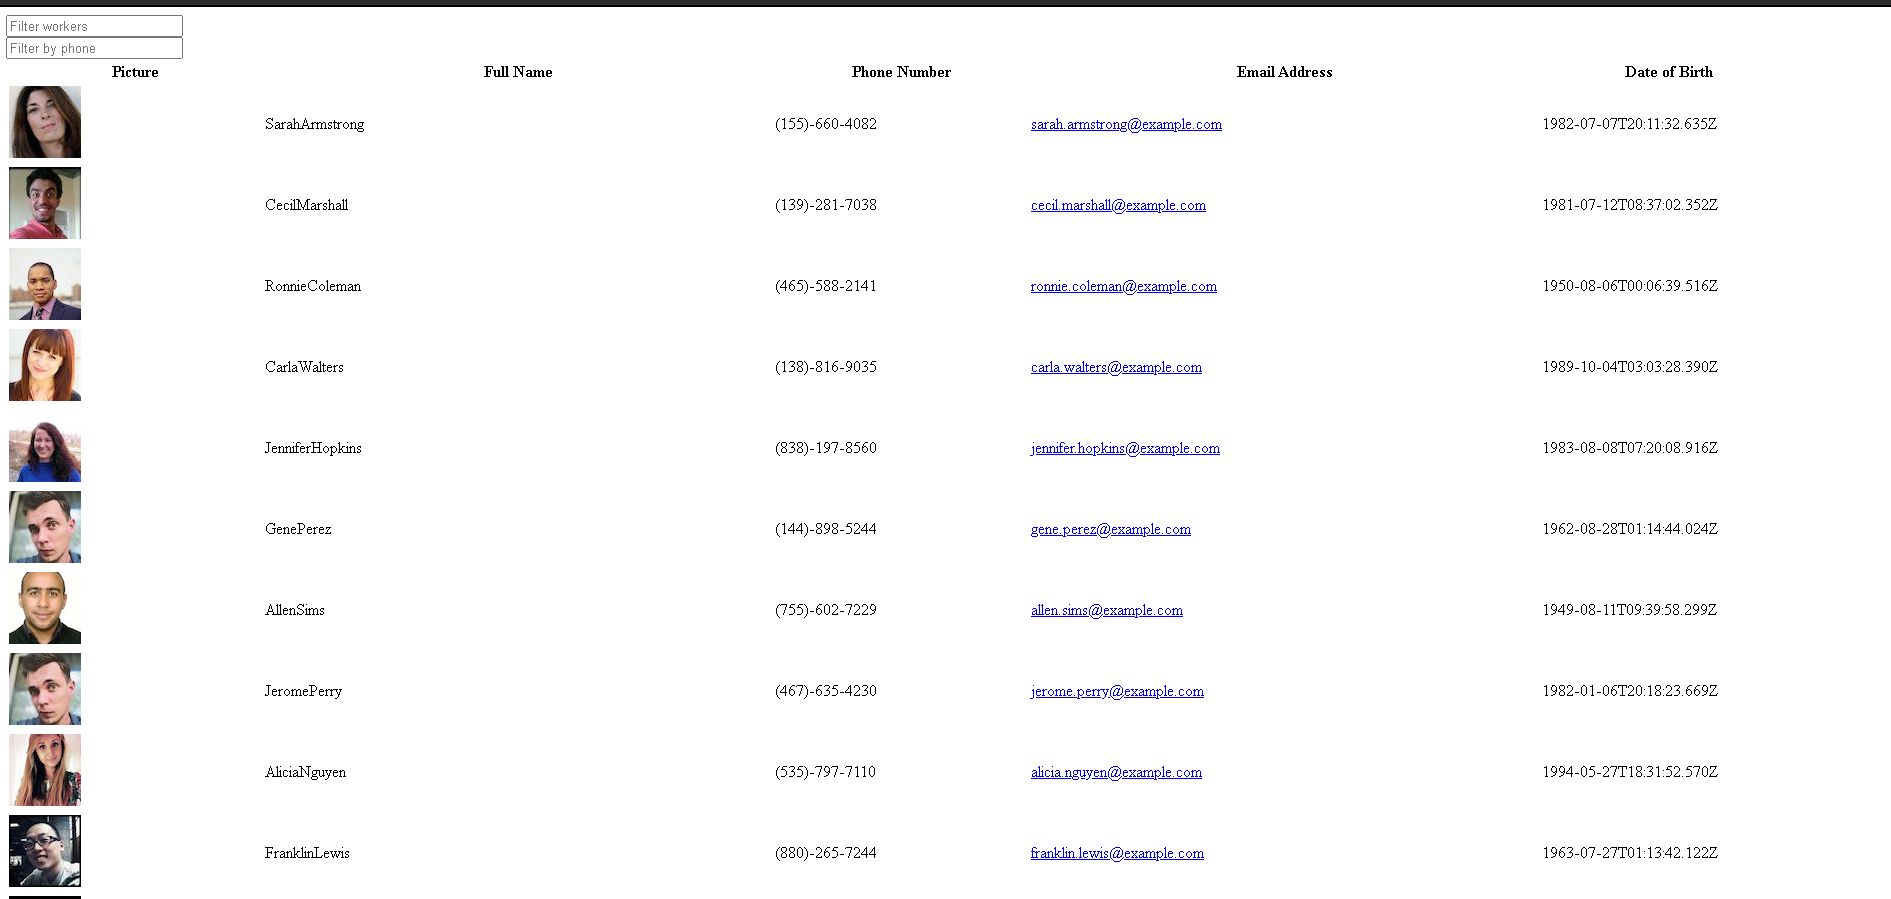 Filter workers
Filter by phone
Picture Full Name Phone Number Email Address Date of Birth
SarahArmstrong (155)-660-4082 sarah.armstrong@example.com 1982-07-07T20:11:32.635Z
CecilMarshall (139)-281-7038 cecil.marshall@example.com 1981-07-12T08:37:02.352Z
RonnieColeman (465)-588-2141 ronnie.coleman@example.com 1950-08-06T00:06:39.516Z
CarlaWalters (138)-816-9035 carla.walters@example.com 1989-10-04T03:03:28.390Z
JenniferHopkins (838)-197-8560 jennifer.hopkins@example.com 1983-08-08T07:20:08.916Z
GenePerez (144)-898-5244 gene.perez@example.com 1962-08-28T01:14:44.024Z
AllenSims (755)-602-7229 allen.sims@example.com 1949-08-11T09:39:58.299Z
JeromePerry (467)-635-4230 jerome.perry@example.com 1982-01-06T20:18:23.669Z
AliciaNguyen (535)-797-7110 alicia.nguyen@example.com 1994-05-27T18:31:52.570Z
FranklinLewis (880)-265-7244 franklin.lewis@example.com 1963-07-27T01:13:42.122Z